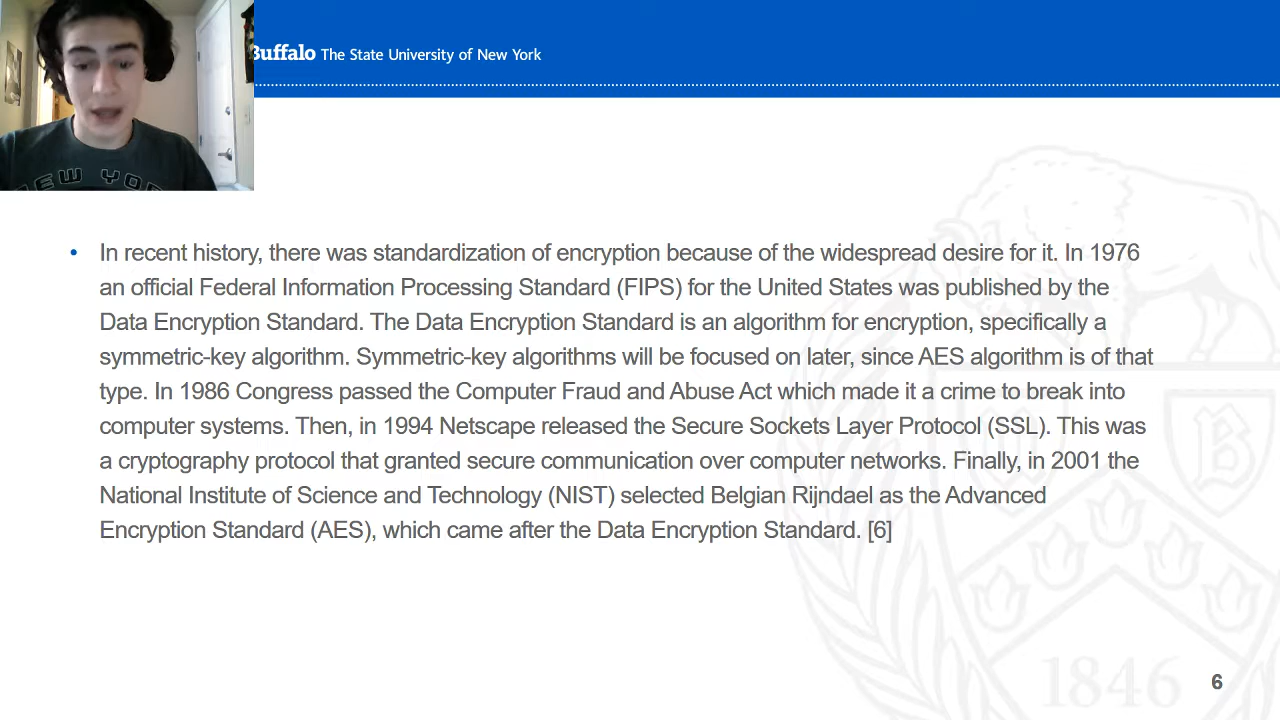 Buffalo The State University of New York
NEW YOR
• In recent history, there was standardization of encryption because of the widespread desire for it. In 1976
an official Federal Information Processing Standard (FIPS) for the United States was published by the
Data Encryption Standard. The Data Encryption Standard is an algorithm for encryption, specifically a
symmetric-key algorithm. Symmetric-key algorithms will be focused on later, since AES algorithm is of that
type. In 1986 Congress passed the Computer Fraud and Abuse Act which made it a crime to break into
computer systems. Then, in 1994 Netscape released the Secure Sockets Layer Protocol (SSL). This was
a cryptography protocol that granted secure communication over computer networks. Finally, in 2001 the
National Institute of Science and Technology (NIST) selected Belgian Rijndael as the Advanced
Encryption Standard (AES), which came after the Data Encryption Standard. [6]
U B
1846
6